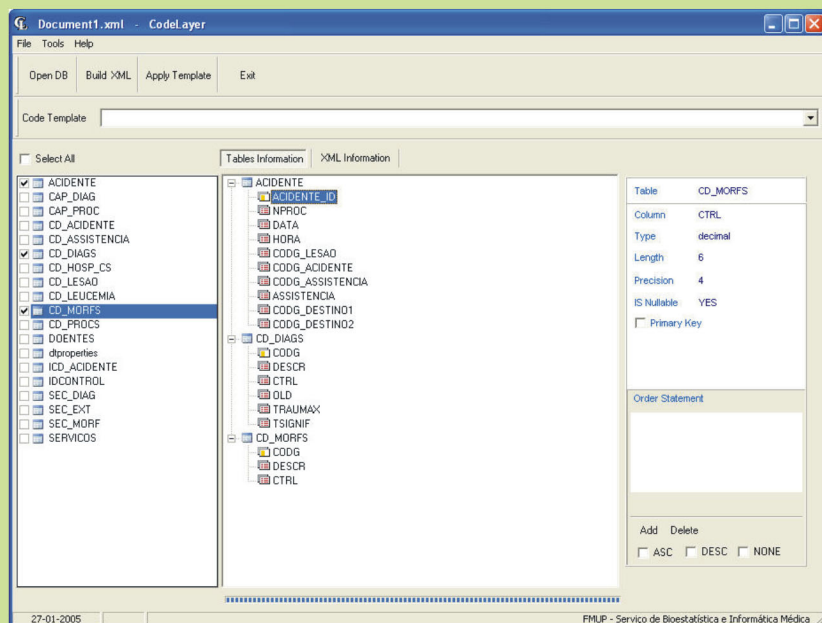 Document1.xml - CodeLayer
File Tools Help
Open DB Build XML Apply Template Exit
Code Template
Select All
ACIDENTE
CAP_DIAG
CAP_PROC
CD_ACIDENTE
CD_ASSISTENCIA
CD_DIAGS
CD_HOSP_CS
CD_LESAO
CD_LEUCEMIA
CD_MORFS
CD_PROCS
DOENTES
dtproperties
ICD_ACIDENTE
IDCONTROL
SEC_DIAG
SEC_EXT
SEC_MORF
SERVICOS
Tables Information XML Information
ACIDENTE
ACIDENTE_ID
NPROC
DATA
HORA
CODG_LESAO
CODG_ACIDENTE
CODG_ASSISTENCIA
ASSISTENCIA
CODG_DESTINO1
CODG_DESTINO2
CD_DIAGS
CODG
DESCR
CTRL
OLD
TRAUMAX
TSIGNIF
CD_MORFS
CODG
DESCR
CTRL
Table CD_MORFS
Column CTRL
Type decimal
Length 6
Precision 4
IS Nullable YES
Primary Key
Order Statement
Add Delete
ASC DESC NONE
27-01-2005
FMUP - Serviço de Bioestatística e Informática Médica